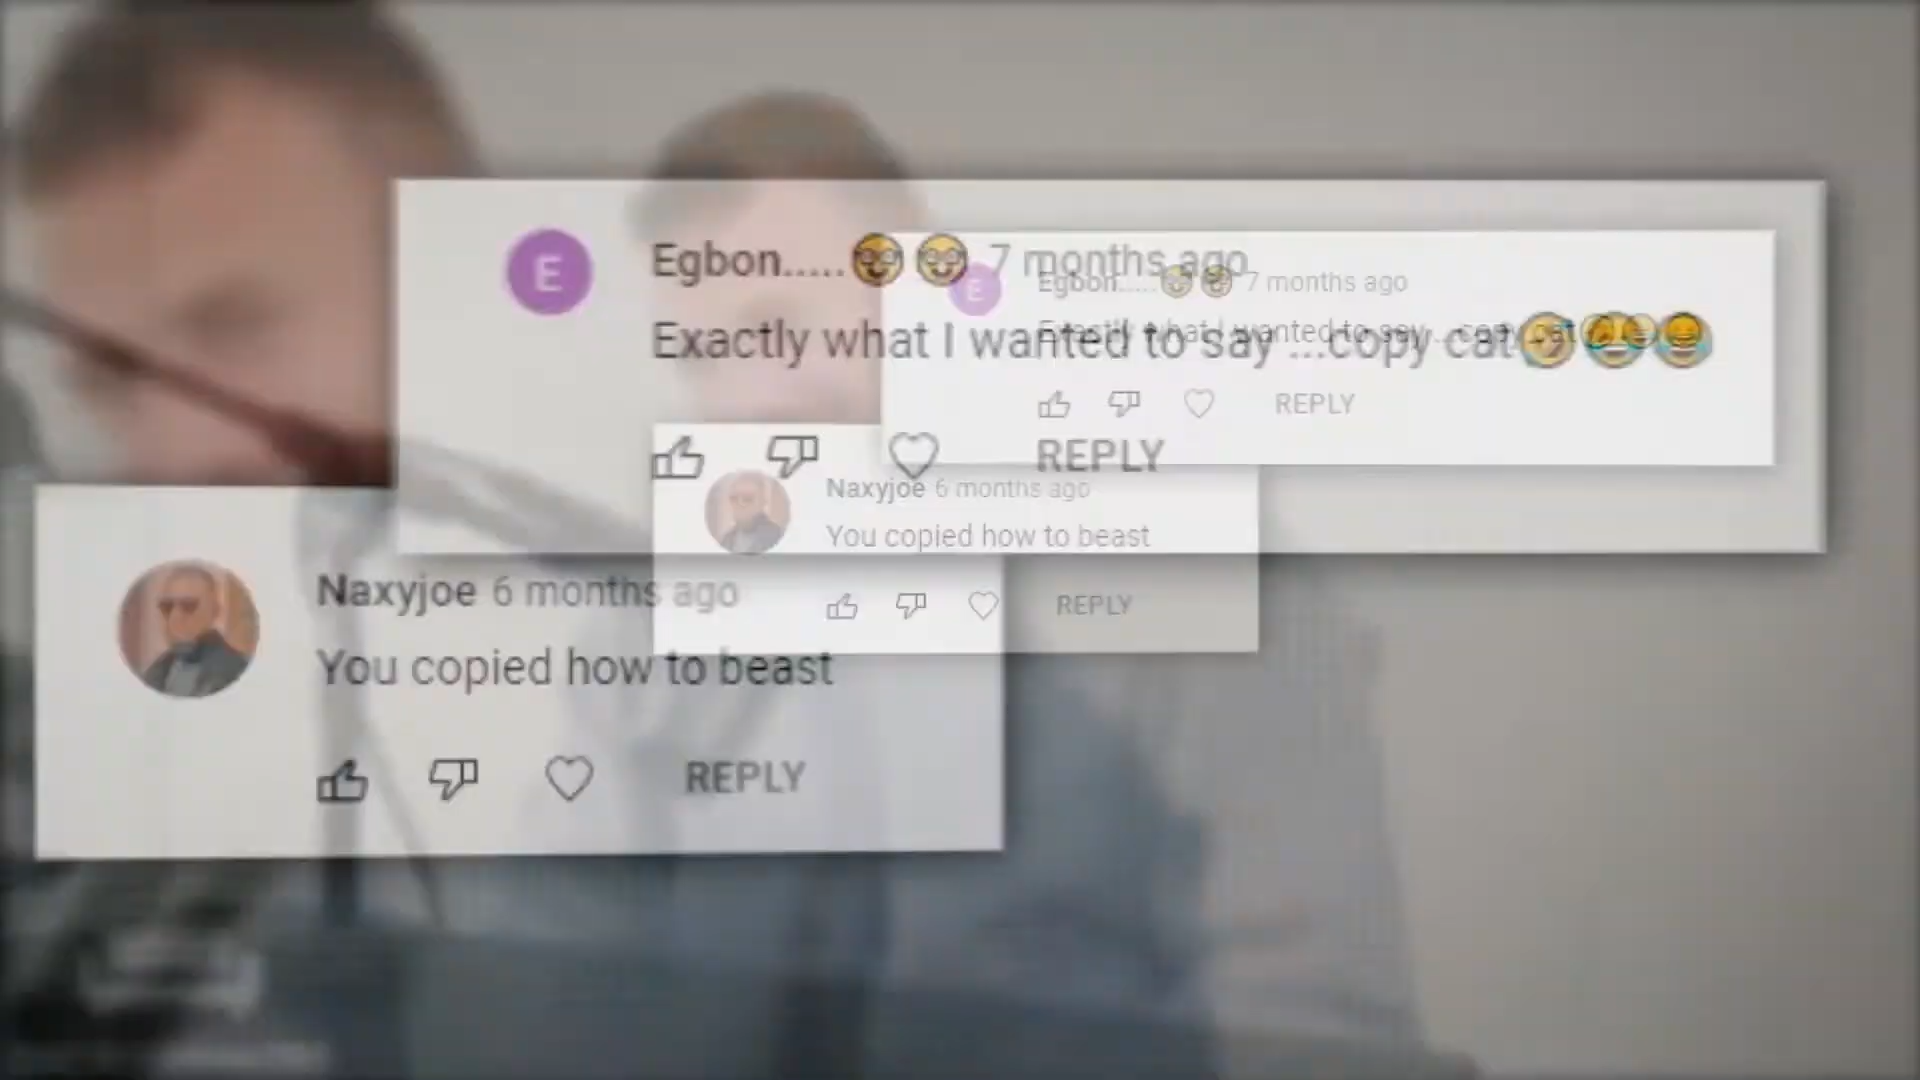 Egbon.....😊😊 7 months ago
Exactly what I wanted to say ...copy cat🤣😂😂
REPLY
Egbon.....😊😊 7 months ago
Exactly what I wanted to say ...copy cat
REPLY
Naxyjoe 6 months ago
You copied how to beast
REPLY
Naxyjoe 6 months ago
You copied how to beast
REPLY